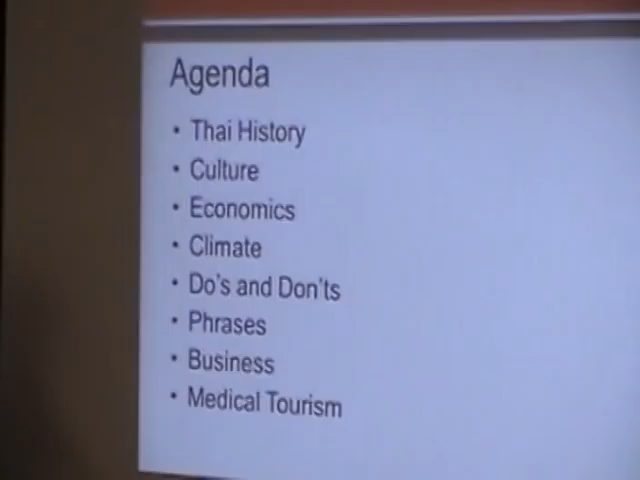 Agenda
• Thai History
• Culture
• Economics
• Climate
• Do's and Don'ts
• Phrases
• Business
• Medical Tourism